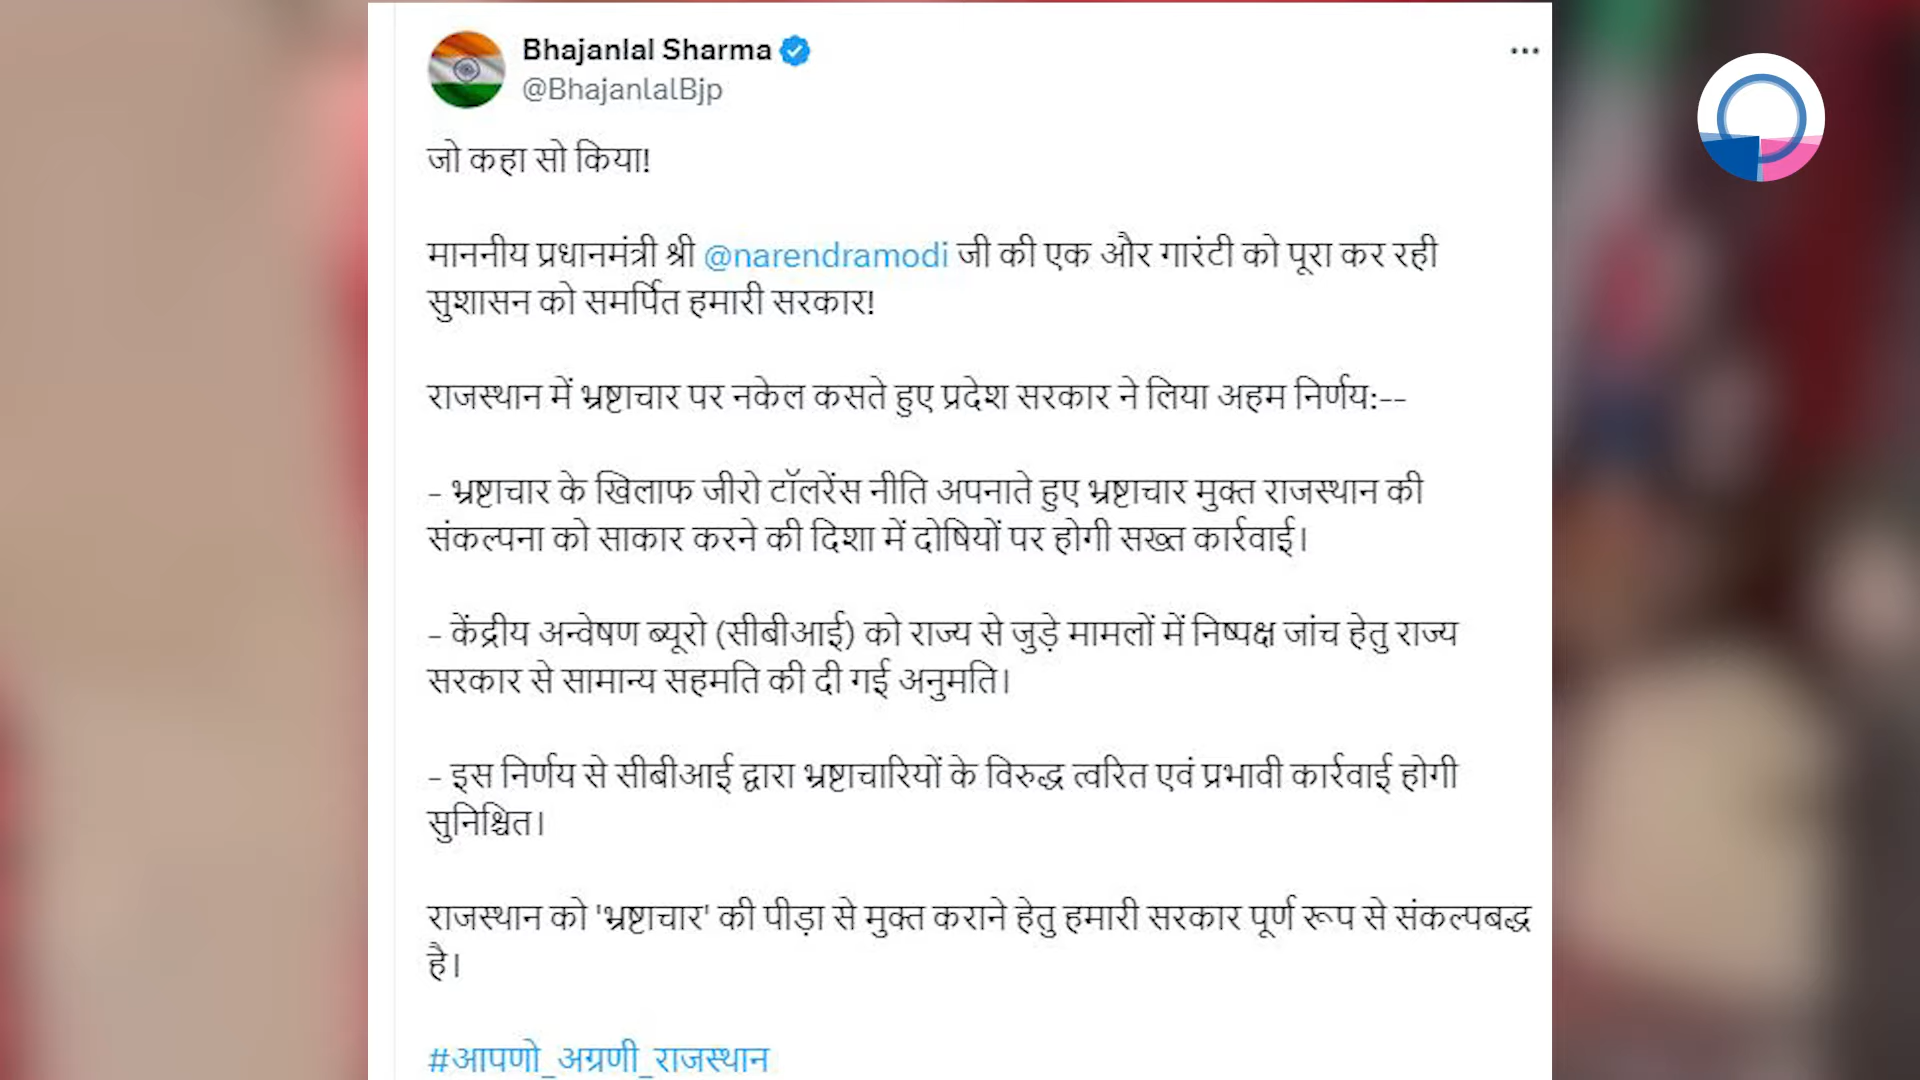 Bhajanlal Sharma
@BhajanlalBjp
जो कहा सो किया!
माननीय प्रधानमंत्री श्री @narendramodi जी की एक और गारंटी को पूरा कर रही
सुशासन को समर्पित हमारी सरकार!
राजस्थान में भ्रष्टाचार पर नकेल कसते हुए प्रदेश सरकार ने लिया अहम निर्णय:--
- भ्रष्टाचार के खिलाफ जीरो टॉलरेंस नीति अपनाते हुए भ्रष्टाचार मुक्त राजस्थान की
संकल्पना को साकार करने की दिशा में दोषियों पर होगी सख्त कार्रवाई।
- केंद्रीय अन्वेषण ब्यूरो (सीबीआई) को राज्य से जुड़े मामलों में निष्पक्ष जांच हेतु राज्य
सरकार से सामान्य सहमति की दी गई अनुमति।
- इस निर्णय से सीबीआई द्वारा भ्रष्टाचारियों के विरुद्ध त्वरित एवं प्रभावी कार्रवाई होगी
सुनिश्चित।
राजस्थान को 'भ्रष्टाचार' की पीड़ा से मुक्त कराने हेतु हमारी सरकार पूर्ण रूप से संकल्पबद्ध
है।
#आपणो_अग्रणी_राजस्थान